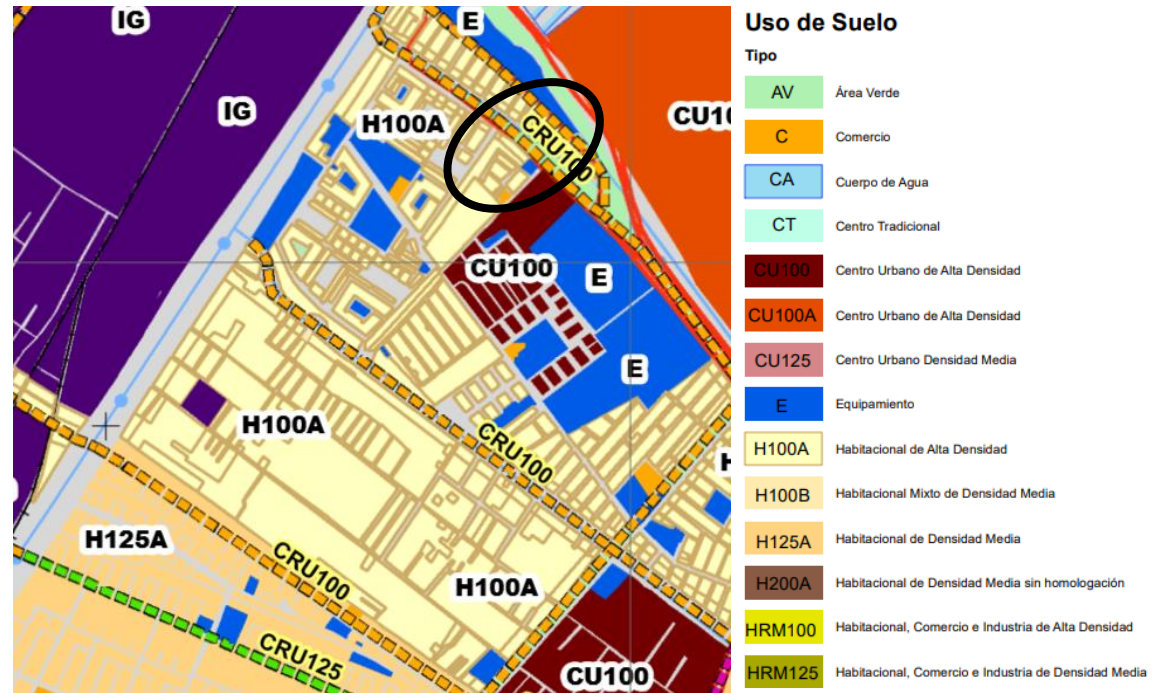 IG
E
IG
H100A
CRU100
CU10
CU100
E
E
H100A
CRU100
H
H125A
CRU100
H100A
CRU125
CU100
Uso de Suelo
Tipo
AV Área Verde
C Comercio
CA Cuerpo de Agua
CT Centro Tradicional
CU100 Centro Urbano de Alta Densidad
CU100A Centro Urbano de Alta Densidad
CU125 Centro Urbano Densidad Media
E Equipamiento
H100A Habitacional de Alta Densidad
H100B Habitacional Mixto de Densidad Media
H125A Habitacional de Densidad Media
H200A Habitacional de Densidad Media sin homologación
HRM100 Habitacional, Comercio e Industria de Alta Densidad
HRM125 Habitacional, Comercio e Industria de Densidad Media